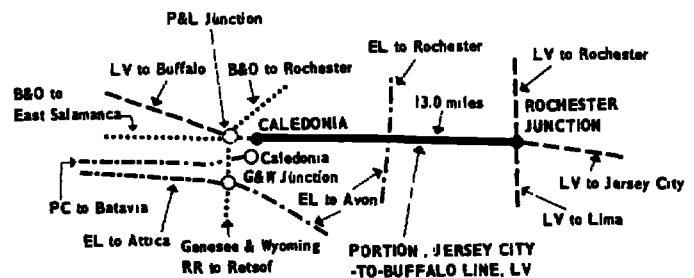 P&L Junction
LV to Buffalo
B&O to Rochester
EL to Rochester
LV to Rochester
B&O to
East Salamanca
CALEDONIA
13.0 miles
ROCHESTER
JUNCTION
Caledonia
G&W Junction
PC to Batavia
EL to Attica
EL to Avon
LV to Jersey City
LV to Lima
Genesee & Wyoming
RR to Retsof
PORTION, JERSEY CITY
-TO-BUFFALO LINE, LV